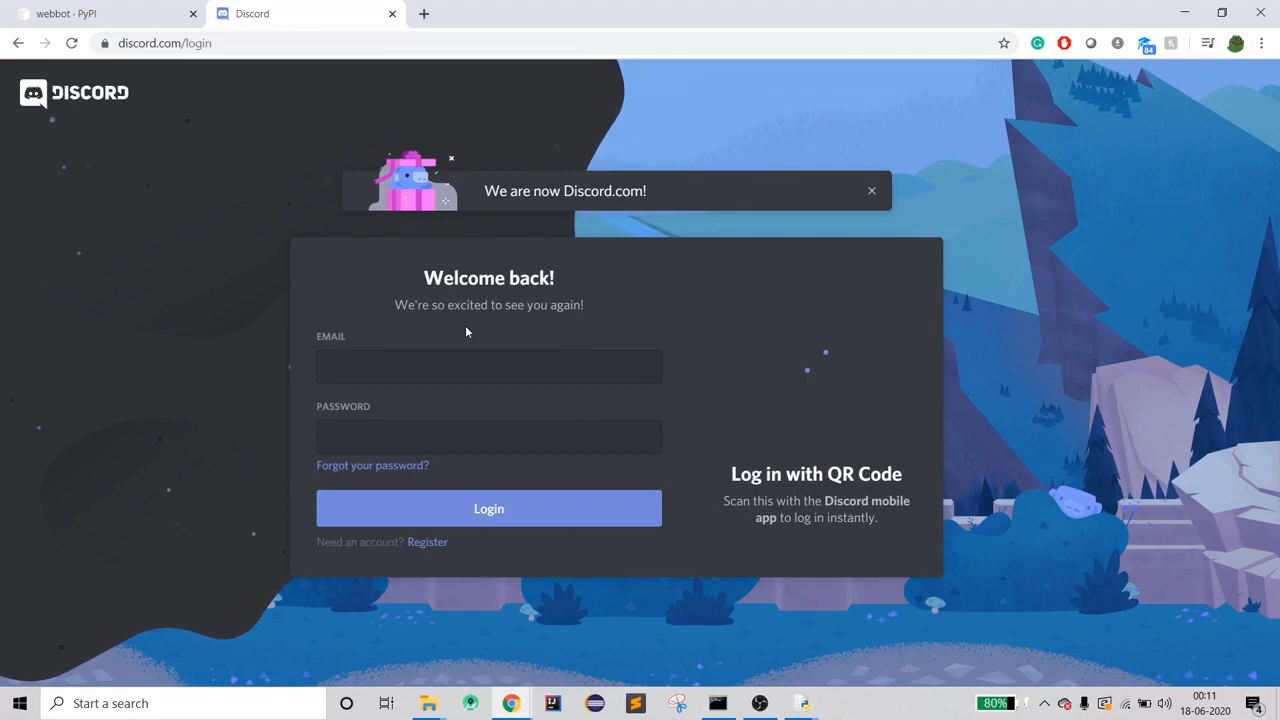 webbot · PyPI
Discord
discord.com/login
84
DISCORD
We are now Discord.com!
Welcome back!
We're so excited to see you again!
EMAIL
PASSWORD
Forgot your password?
Login
Need an account? Register
Log in with QR Code
Scan this with the Discord mobile
app to log in instantly.
Start a search
80%
00:11
18-06-2020
4